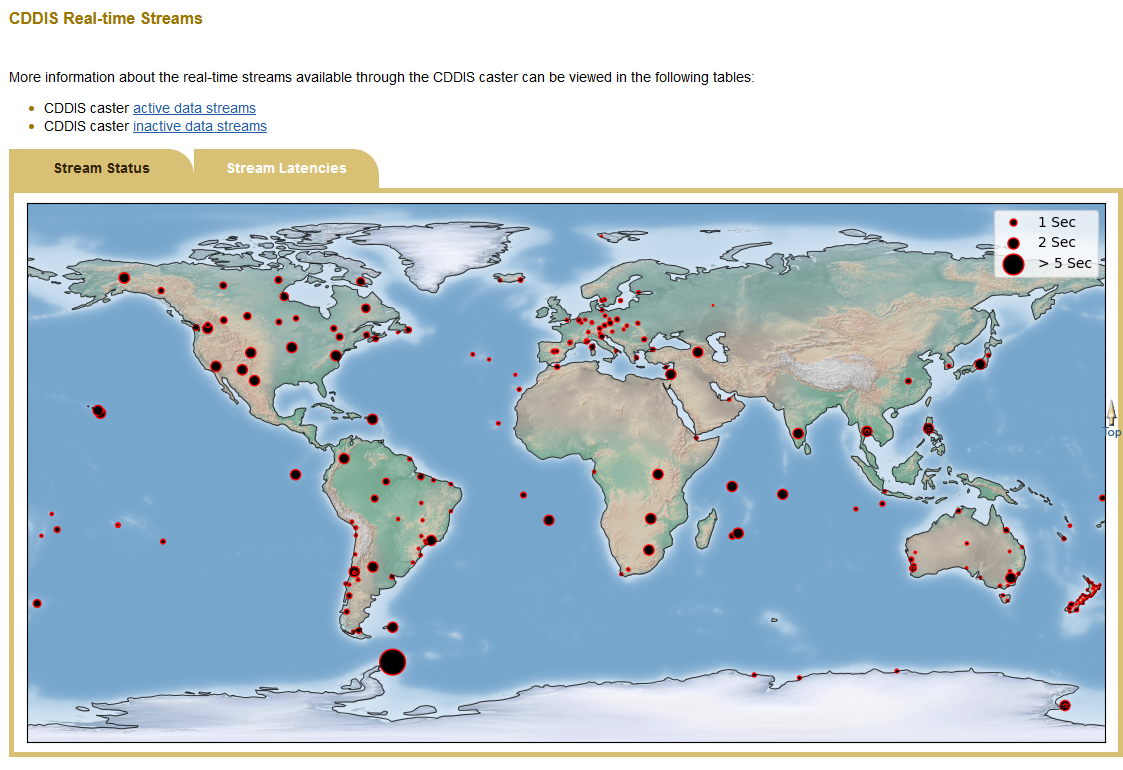 CDDIS Real-time Streams
More information about the real-time streams available through the CDDIS caster can be viewed in the following tables:
CDDIS caster active data streams
CDDIS caster inactive data streams
Stream Status
Stream Latencies
1 Sec
2 Sec
> 5 Sec
Top